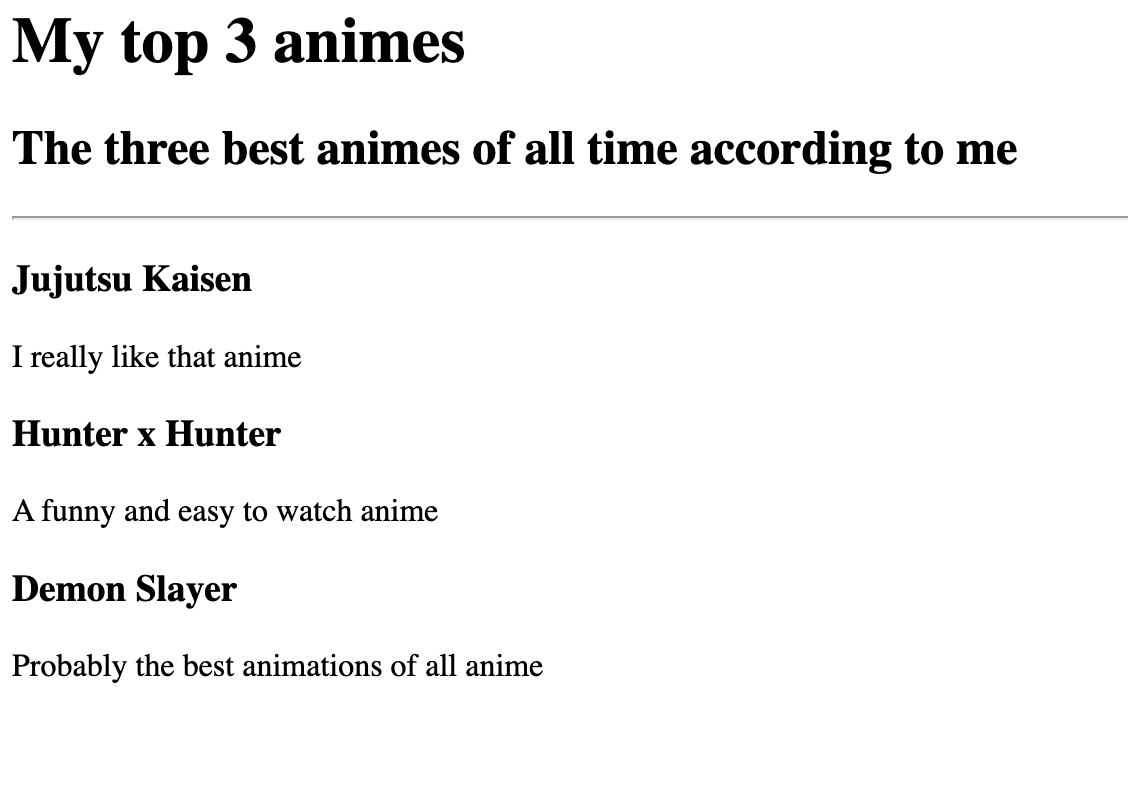 My top 3 animes
The three best animes of all time according to me
Jujutsu Kaisen
I really like that anime
Hunter x Hunter
A funny and easy to watch anime
Demon Slayer
Probably the best animations of all anime